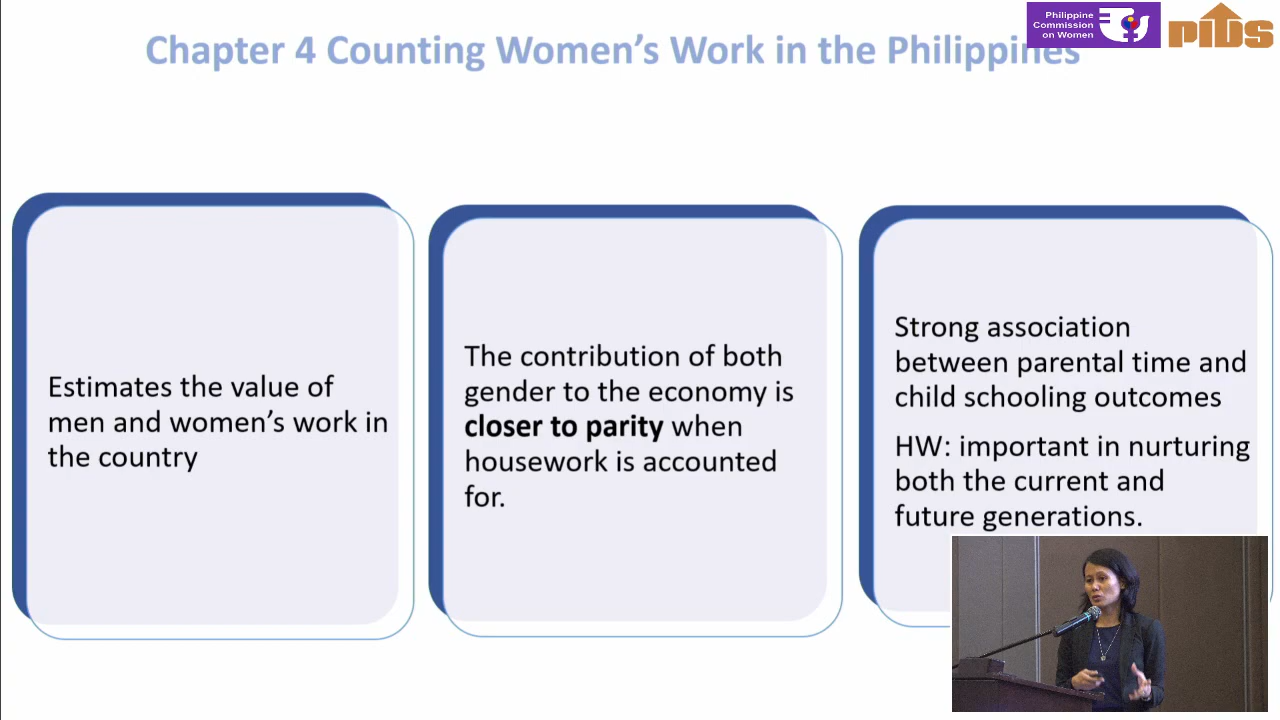 Philippine
Commission
on Women
PIDS
Chapter 4 Counting Women's Work in the Philippines
Estimates the value of
men and women's work in
the country
The contribution of both
gender to the economy is
closer to parity when
housework is accounted
for.
Strong association
between parental time and
child schooling outcomes
HW: important in nurturing
both the current and
future generations.